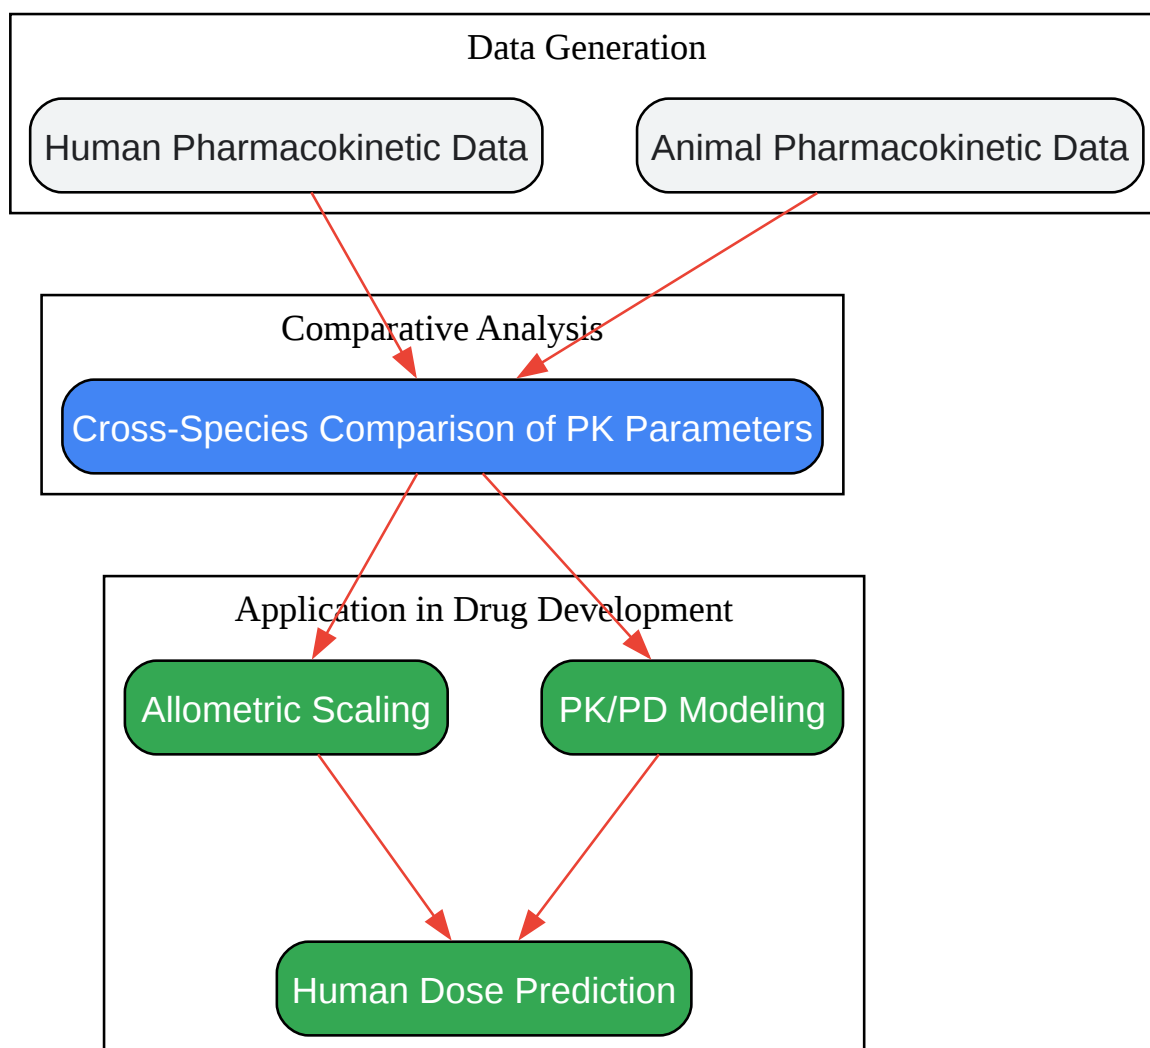 Data Generation
Human Pharmacokinetic Data
Animal Pharmacokinetic Data
Comparative Analysis
Cross-Species Comparison of PK Parameters
Application in Drug Development
Allometric Scaling
PK/PD Modeling
Human Dose Prediction